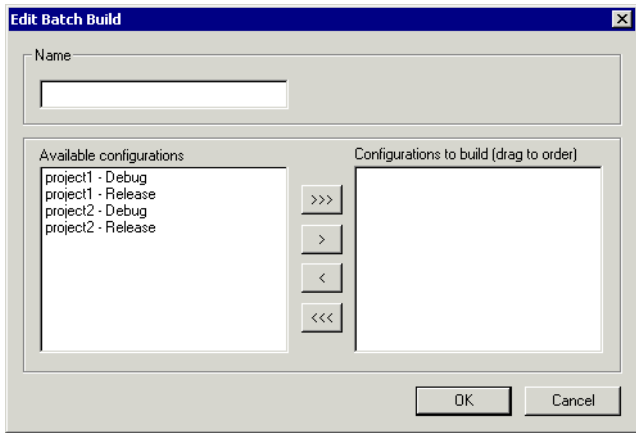 Edit Batch Build
Name
Available configurations
project1 - Debug
project1 - Release
project2 - Debug
project2 - Release
>>>
>
<
<<<
Configurations to build (drag to order)
OK
Cancel